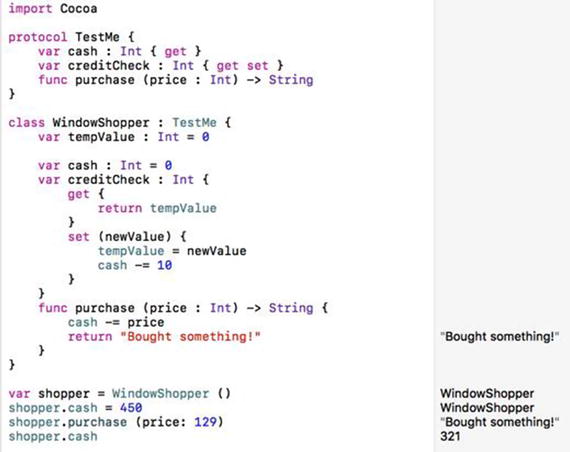 import Cocoa
protocol TestMe {
    var cash : Int { get }
    var creditCheck : Int { get set }
    func purchase (price : Int) -> String
}
class WindowShopper : TestMe {
    var tempValue : Int = 0
    var cash : Int = 0
    var creditCheck : Int {
        get {
            return tempValue
        }
        set (newValue) {
            tempValue = newValue
            cash -= 10
        }
    }
    func purchase (price : Int) -> String {
        cash -= price
        return "Bought something!" "Bought something!"
    }
}
var shopper = WindowShopper () WindowShopper
shopper.cash = 450 WindowShopper
shopper.purchase (price: 129) "Bought something!"
shopper.cash 321